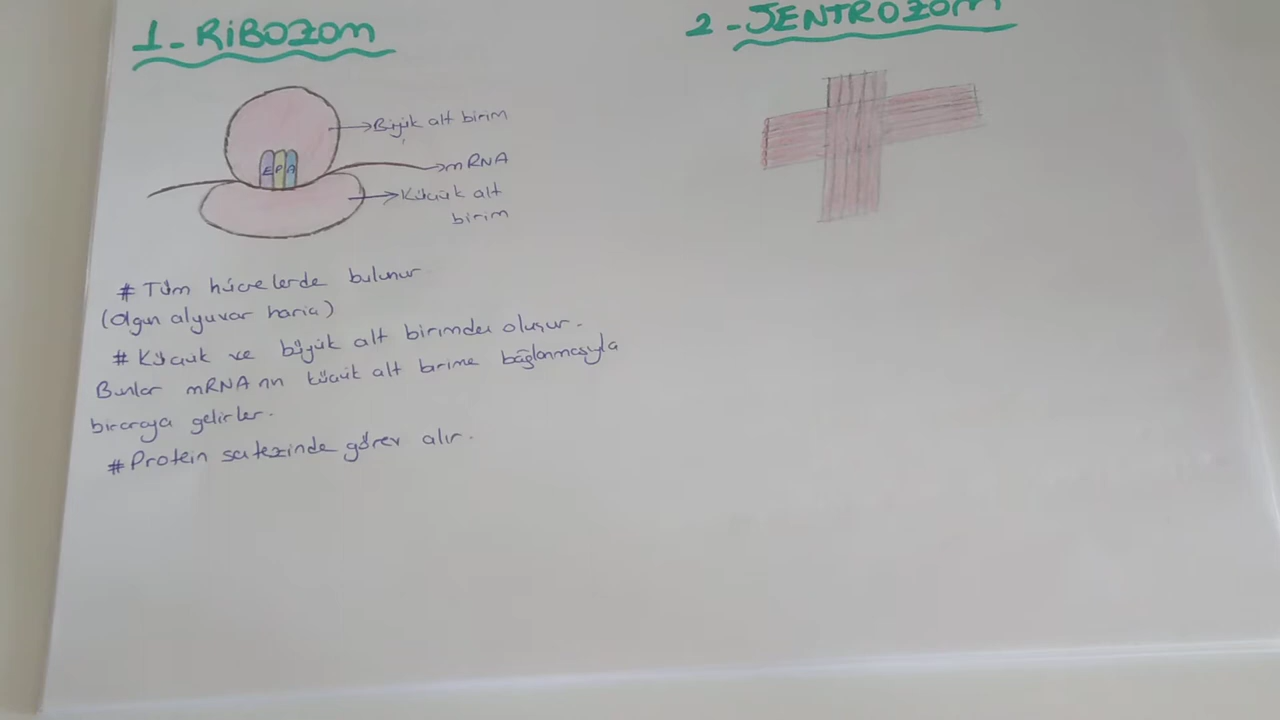 1-RİBOZOM
Büyük alt birim
E P A
mRNA
Küçük alt
birim
# Tüm hücrelerde bulunur
(Olgun alyuvar hariç)
# Küçük ve büyük alt birimden oluşur.
Bunlar mRNA nın küçük alt birime bağlanmasıyla
biraraya gelirler.
# Protein sentezinde görev alır.
2-SENTROZOM